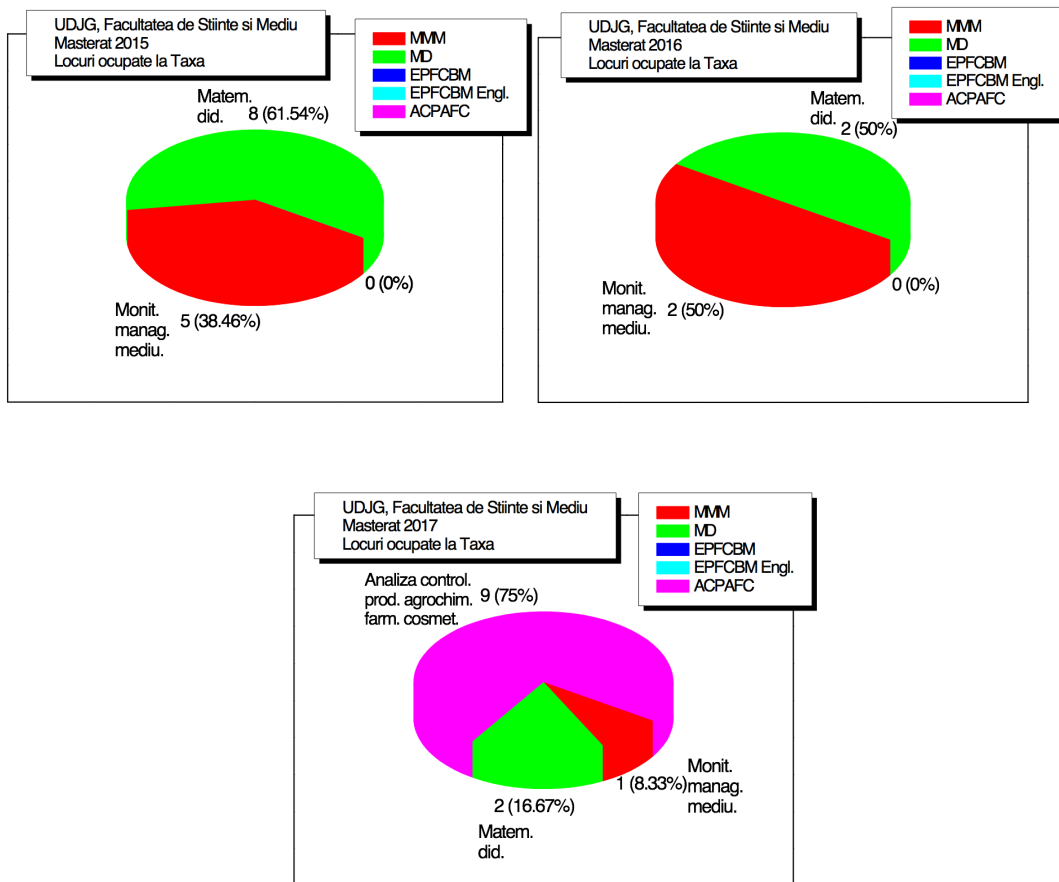 UDJG, Facultatea de Stiinte si Mediu
Masterat 2015
Locuri ocupate la Taxa
MMM
MD
EPFCBM
EPFCBM Engl.
ACPAFC
Matem.
did.
8 (61.54%)
0 (0%)
Monit.
manag.
mediu.
5 (38.46%)
UDJG, Facultatea de Stiinte si Mediu
Masterat 2016
Locuri ocupate la Taxa
MMM
MD
EPFCBM
EPFCBM Engl.
ACPAFC
Matem.
did.
2 (50%)
0 (0%)
Monit.
manag.
mediu.
2 (50%)
UDJG, Facultatea de Stiinte si Mediu
Masterat 2017
Locuri ocupate la Taxa
MMM
MD
EPFCBM
EPFCBM Engl.
ACPAFC
Analiza control.
prod. agrochim.
farm. cosmet.
9 (75%)
1 (8.33%)
Monit.
manag.
mediu.
2 (16.67%)
Matem.
did.